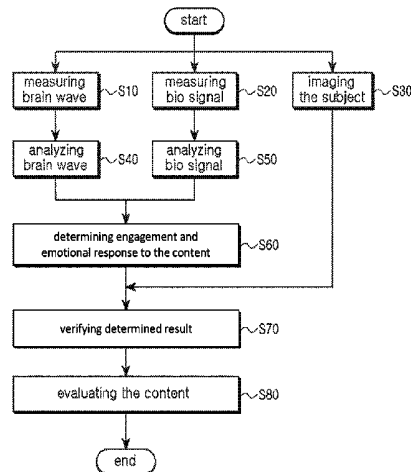 start
measuring
brain wave
S10
measuring
bio signal
S20
imaging
the subject
S30
analyzing
brain wave
S40
analyzing
bio signal
S50
determining engagement and
emotional response to the content
S60
verifying determined result
S70
evaluating the content
S80
end